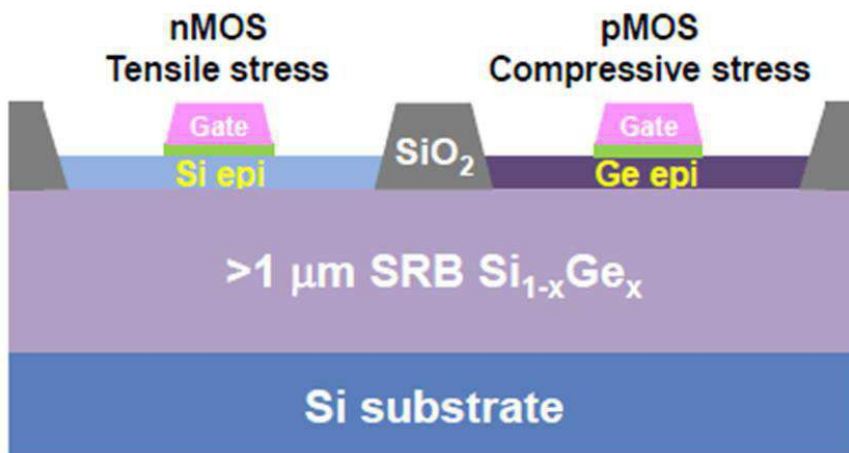 nMOS
Tensile stress
pMOS
Compressive stress
Gate
Gate
SiO₂
Si epi
Ge epi
>1 μm SRB Si₁₋ₓGeₓ
Si substrate